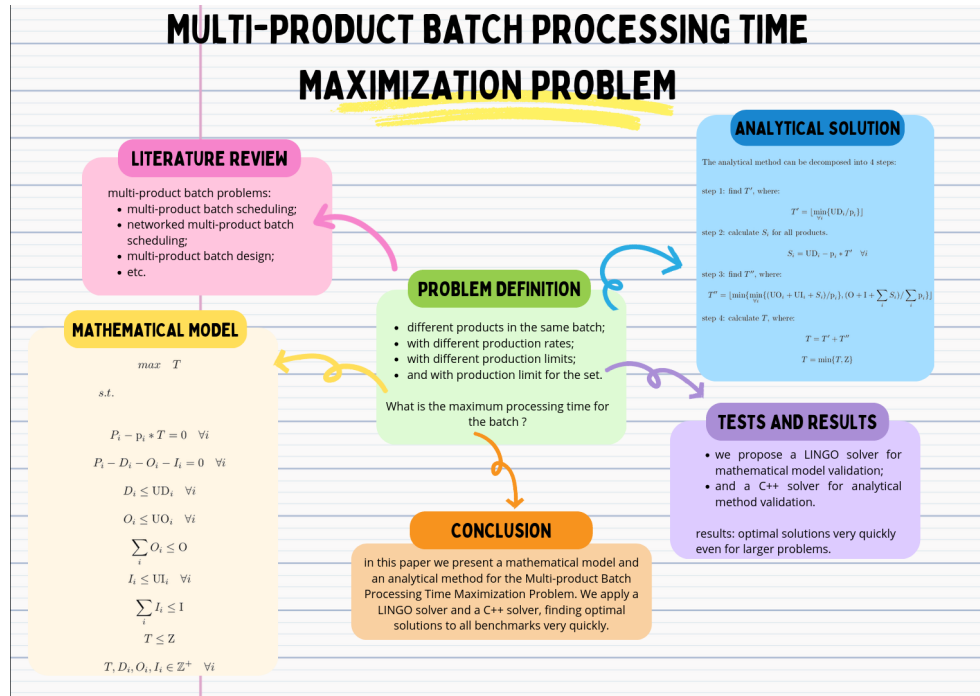 MULTI-PRODUCT BATCH PROCESSING TIME
MAXIMIZATION PROBLEM
LITERATURE REVIEW
multi-product batch problems:
• multi-product batch scheduling;
• networked multi-product batch
scheduling;
• multi-product batch design;
• etc.
MATHEMATICAL MODEL
max T
s.t.
P_i − p_i * T = 0 ∀i
P_i − D_i − O_i − I_i = 0 ∀i
D_i ≤ UD_i ∀i
O_i ≤ UO_i ∀i
∑_i O_i ≤ O
I_i ≤ UI_i ∀i
∑_i I_i ≤ I
T ≤ Z
T, D_i, O_i, I_i ∈ ℤ⁺ ∀i
PROBLEM DEFINITION
• different products in the same batch;
• with different production rates;
• with different production limits;
• and with production limit for the set.
What is the maximum processing time for
the batch ?
CONCLUSION
in this paper we present a mathematical model and
an analytical method for the Multi-product Batch
Processing Time Maximization Problem. We apply a
LINGO solver and a C++ solver, finding optimal
solutions to all benchmarks very quickly.
ANALYTICAL SOLUTION
The analytical method can be decomposed into 4 steps:
step 1: find T′, where:
T′ = ⌊min_{∀i}{UD_i/p_i}⌋
step 2: calculate S_i for all products.
S_i = UD_i − p_i * T′ ∀i
step 3: find T″, where:
T″ = ⌊min{min_{∀i}{(UO_i + UI_i + S_i)/p_i}, (O + I + ∑_i S_i)/∑_i p_i}⌋
step 4: calculate T, where:
T = T′ + T″
T = min{T, Z}
TESTS AND RESULTS
• we propose a LINGO solver for
mathematical model validation;
• and a C++ solver for analytical
method validation.
results: optimal solutions very quickly
even for larger problems.